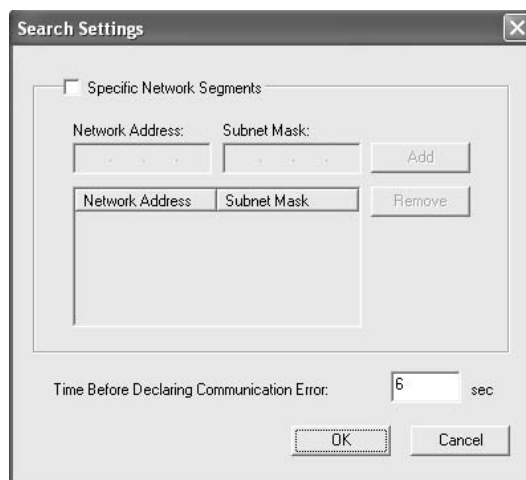 Search Settings
Specific Network Segments
Network Address: Subnet Mask:
Add
Network Address Subnet Mask
Remove
Time Before Declaring Communication Error: 6 sec
OK Cancel